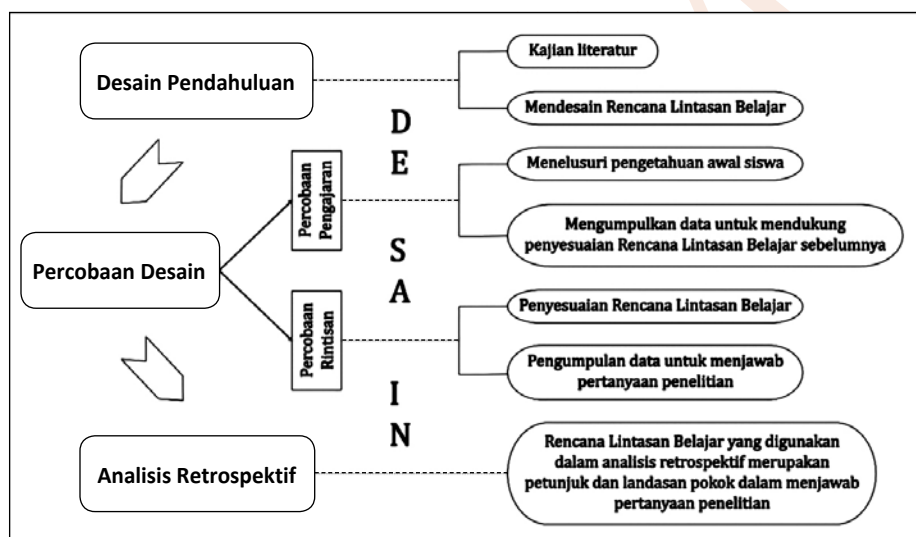 Desain Pendahuluan
Kajian literatur
Mendesain Rencana Lintasan Belajar
D
E
S
A
I
N
Percobaan Desain
Percobaan
Pengajaran
Menelusuri pengetahuan awal siswa
Mengumpulkan data untuk mendukung
penyesuaian Rencana Lintasan Belajar sebelumnya
Percobaan
Rintisan
Penyesuaian Rencana Lintasan Belajar
Pengumpulan data untuk menjawab
pertanyaan penelitian
Analisis Retrospektif
Rencana Lintasan Belajar yang digunakan
dalam analisis retrospektif merupakan
petunjuk dan landasan pokok dalam menjawab
pertanyaan penelitian